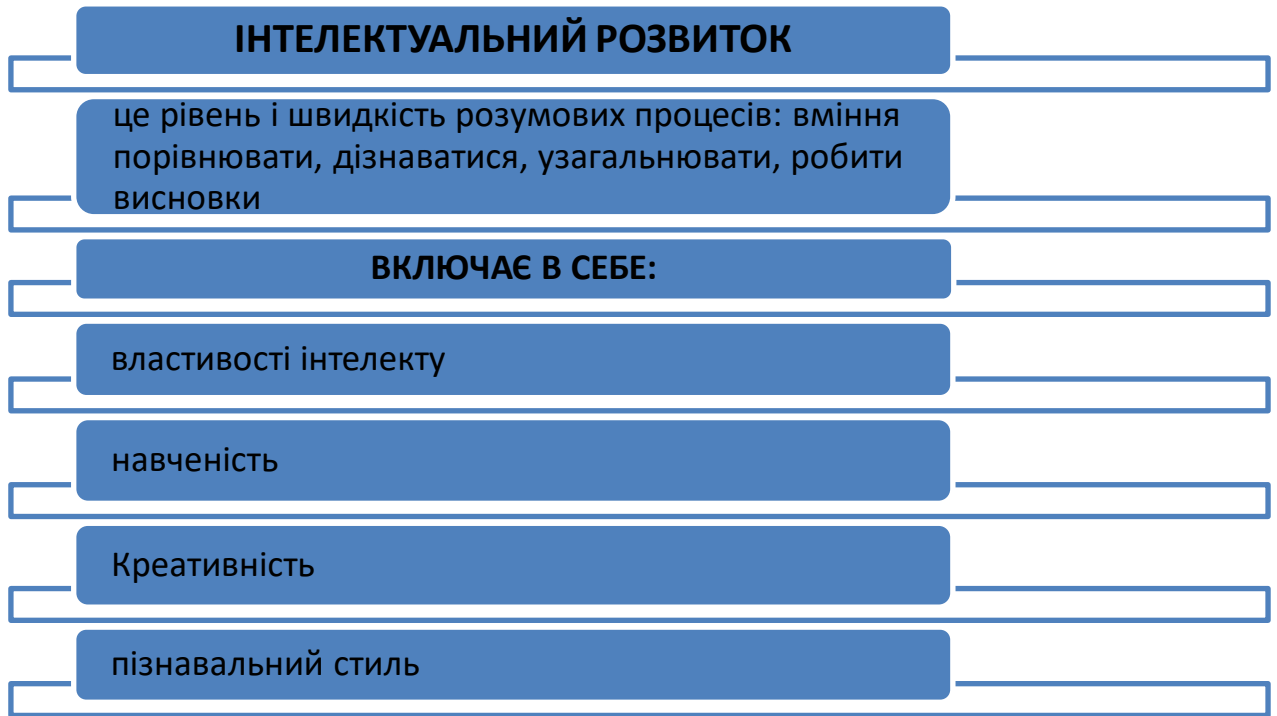 ІНТЕЛЕКТУАЛЬНИЙ РОЗВИТОК
це рівень і швидкість розумових процесів: вміння
порівнювати, дізнаватися, узагальнювати, робити
висновки
ВКЛЮЧАЄ В СЕБЕ:
властивості інтелекту
навченість
Креативність
пізнавальний стиль